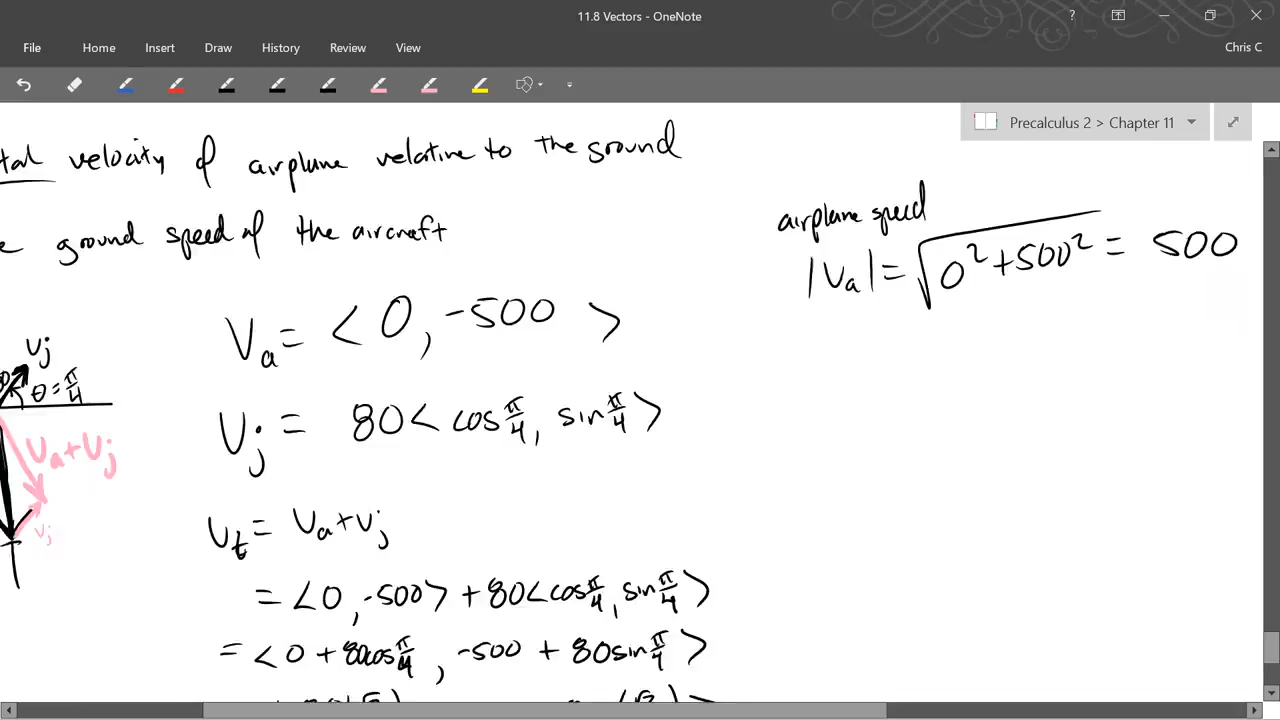 11.8 Vectors - OneNote
File Home Insert Draw History Review View Chris C
Precalculus 2 > Chapter 11
tal velocity of airplane relative to the ground
e ground speed of the aircraft
airplane speed
|Va| = √(0² + 500²) = 500
Va = < 0, -500 >
Vj
θ = π/4
Vj = 80 < cos π/4, sin π/4 >
Va + Vj
Vj
Vt = Va + Vj
= < 0, -500 > + 80 < cos π/4, sin π/4 >
= < 0 + 80cos π/4, -500 + 80 sin π/4 >